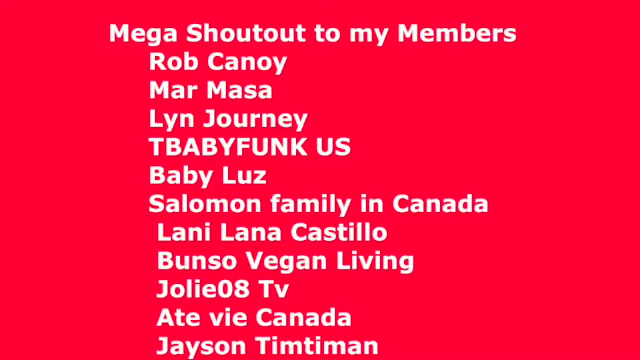 Mega Shoutout to my Members
Rob Canoy
Mar Masa
Lyn Journey
TBABYFUNK US
Baby Luz
Salomon family in Canada
Lani Lana Castillo
Bunso Vegan Living
Jolie08 Tv
Ate vie Canada
Jayson Timtiman